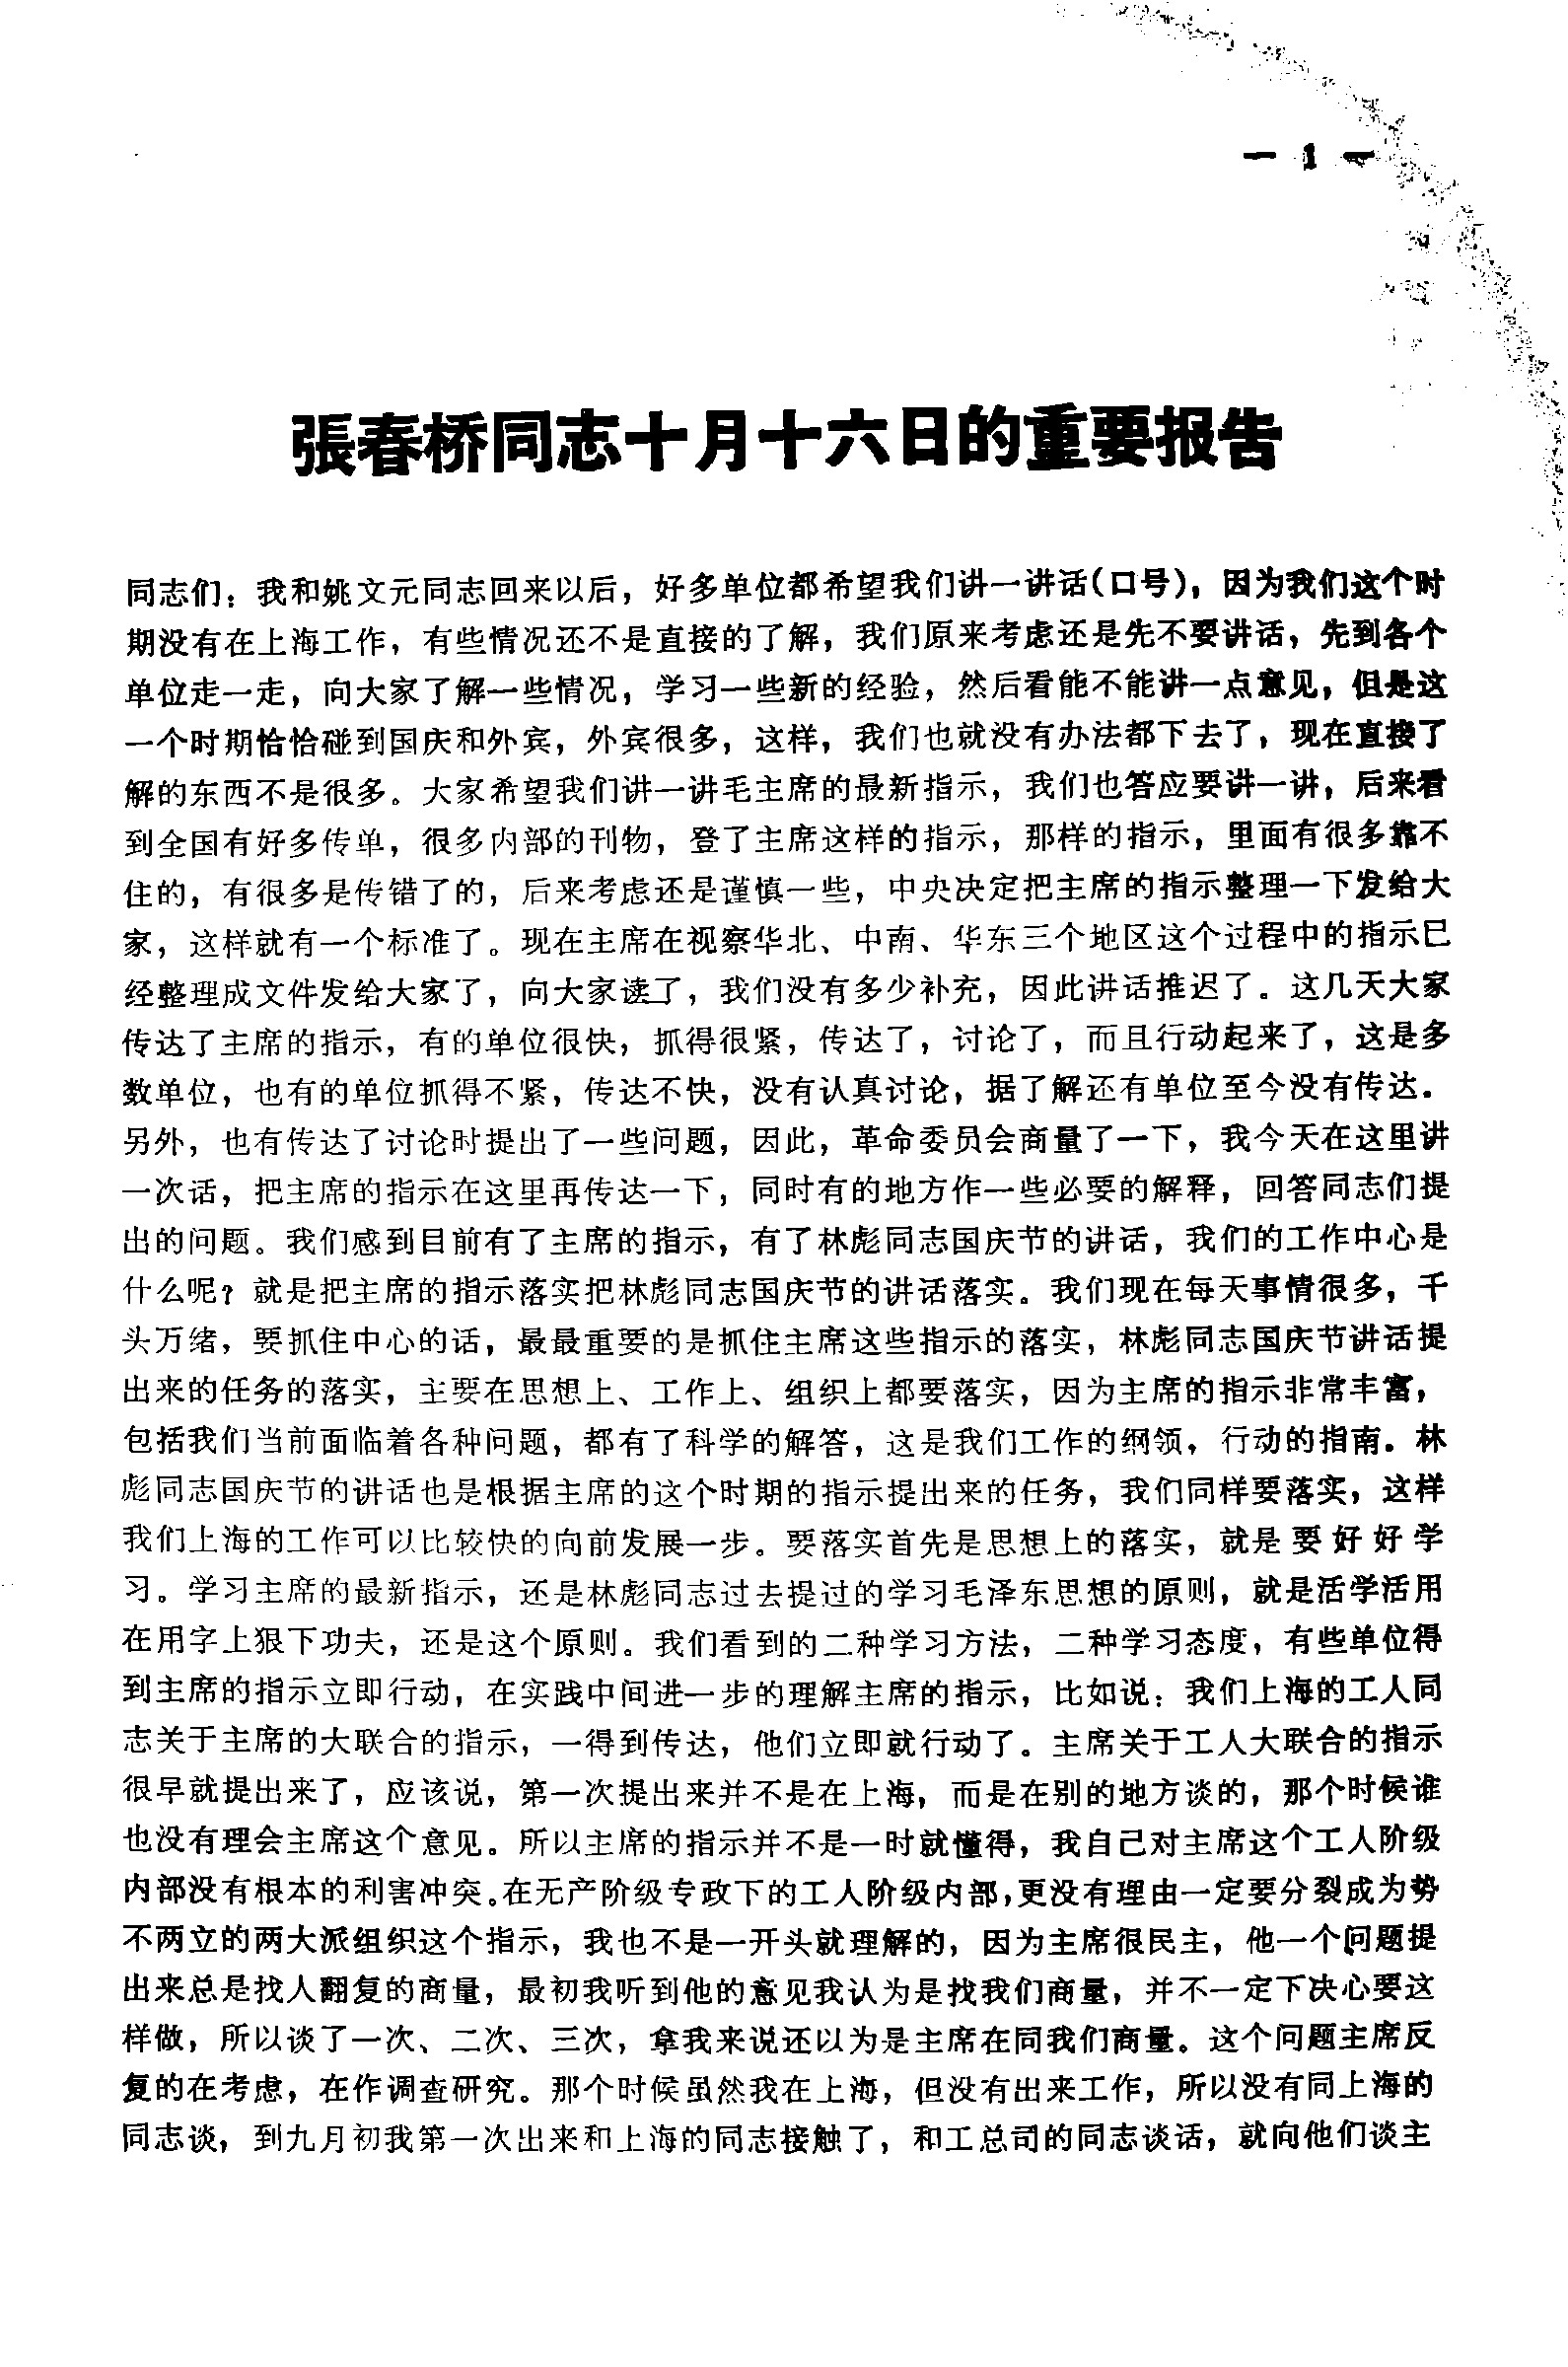 — 1 —
張春桥同志十月十六日的重要报告
同志们：我和姚文元同志回来以后，好多单位都希望我们讲一讲话（口号），因为我们这个时
期没有在上海工作，有些情况还不是直接的了解，我们原来考虑还是先不要讲话，先到各个
单位走一走，向大家了解一些情况，学习一些新的经验，然后看能不能讲一点意见，但是这
一个时期恰恰碰到国庆和外宾，外宾很多，这样，我们也就没有办法都下去了，现在直接了
解的东西不是很多。大家希望我们讲一讲毛主席的最新指示，我们也答应要讲一讲，后来看
到全国有好多传单，很多内部的刊物，登了主席这样的指示，那样的指示，里面有很多靠不
住的，有很多是传错了的，后来考虑还是谨慎一些，中央决定把主席的指示整理一下发给大
家，这样就有一个标准了。现在主席在视察华北、中南、华东三个地区这个过程中的指示已
经整理成文件发给大家了，向大家读了，我们没有多少补充，因此讲话推迟了。这几天大家
传达了主席的指示，有的单位很快，抓得很紧，传达了，讨论了，而且行动起来了，这是多
数单位，也有的单位抓得不紧，传达不快，没有认真讨论，据了解还有单位至今没有传达。
另外，也有传达了讨论时提出了一些问题，因此，革命委员会商量了一下，我今天在这里讲
一次话，把主席的指示在这里再传达一下，同时有的地方作一些必要的解释，回答同志们提
出的问题。我们感到目前有了主席的指示，有了林彪同志国庆节的讲话，我们的工作中心是
什么呢？就是把主席的指示落实把林彪同志国庆节的讲话落实。我们现在每天事情很多，千
头万绪，要抓住中心的话，最最重要的是抓住主席这些指示的落实，林彪同志国庆节讲话提
出来的任务的落实，主要在思想上、工作上、组织上都要落实，因为主席的指示非常丰富，
包括我们当前面临着各种问题，都有了科学的解答，这是我们工作的纲领，行动的指南。林
彪同志国庆节的讲话也是根据主席的这个时期的指示提出来的任务，我们同样要落实，这样
我们上海的工作可以比较快的向前发展一步。要落实首先是思想上的落实，就是要好好学
习。学习主席的最新指示，还是林彪同志过去提过的学习毛泽东思想的原则，就是活学活用
在用字上狠下功夫，还是这个原则。我们看到的二种学习方法，二种学习态度，有些单位得
到主席的指示立即行动，在实践中间进一步的理解主席的指示，比如说：我们上海的工人同
志关于主席的大联合的指示，一得到传达，他们立即就行动了。主席关于工人大联合的指示
很早就提出来了，应该说，第一次提出来并不是在上海，而是在别的地方谈的，那个时候谁
也没有理会主席这个意见。所以主席的指示并不是一时就懂得，我自己对主席这个工人阶级
内部没有根本的利害冲突。在无产阶级专政下的工人阶级内部，更没有理由一定要分裂成为势
不两立的两大派组织这个指示，我也不是一开头就理解的，因为主席很民主，他一个问题提
出来总是找人翻复的商量，最初我听到他的意见我认为是找我们商量，并不一定下决心要这
样做，所以谈了一次、二次、三次，拿我来说还以为是主席在同我们商量。这个问题主席反
复的在考虑，在作调查研究。那个时候虽然我在上海，但没有出来工作，所以没有同上海的
同志谈，到九月初我第一次出来和上海的同志接触了，和工总司的同志谈话，就向他们谈主